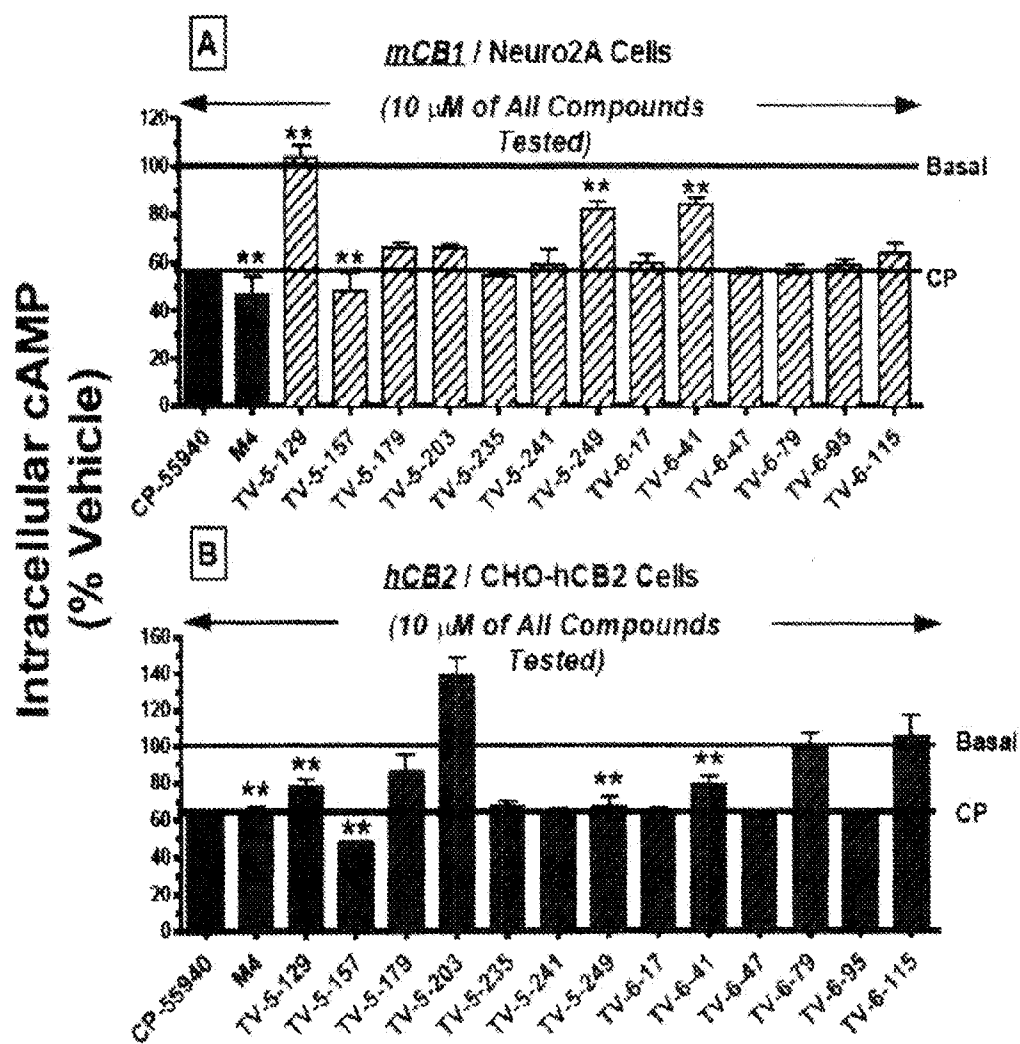 A
mCB1 / Neuro2A Cells
(10 µM of All Compounds
Tested)
120
100
80
60
40
20
0
**
**
**
**
**
Basal
CP
CP-55940
M4
TV-5-129
TV-5-157
TV-5-179
TV-5-203
TV-5-235
TV-5-241
TV-5-249
TV-6-17
TV-6-41
TV-6-47
TV-6-79
TV-6-95
TV-6-115
Intracellular cAMP
(% Vehicle)
B
hCB2 / CHO-hCB2 Cells
(10 µM of All Compounds
Tested)
160
140
120
100
80
60
40
20
0
**
**
**
**
**
Basal
CP
CP-55940
M4
TV-5-129
TV-5-157
TV-5-179
TV-5-203
TV-5-235
TV-5-241
TV-5-249
TV-6-17
TV-6-41
TV-6-47
TV-6-79
TV-6-95
TV-6-115